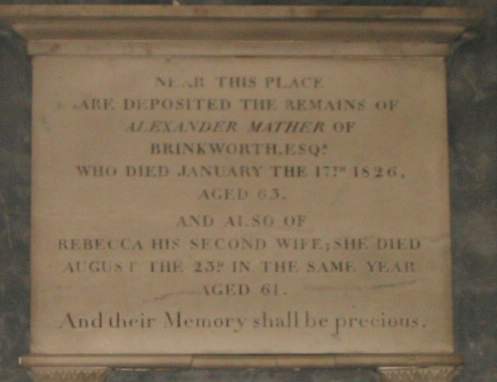 NEAR THIS PLACE
ARE DEPOSITED THE REMAINS OF
ALEXANDER MATHER OF
BRINKWORTH, ESQR.
WHO DIED JANUARY THE 17TH 1826,
AGED 63.
AND ALSO OF
REBECCA HIS SECOND WIFE; SHE DIED
AUGUST THE 23D IN THE SAME YEAR
AGED 61.
And their Memory shall be precious.